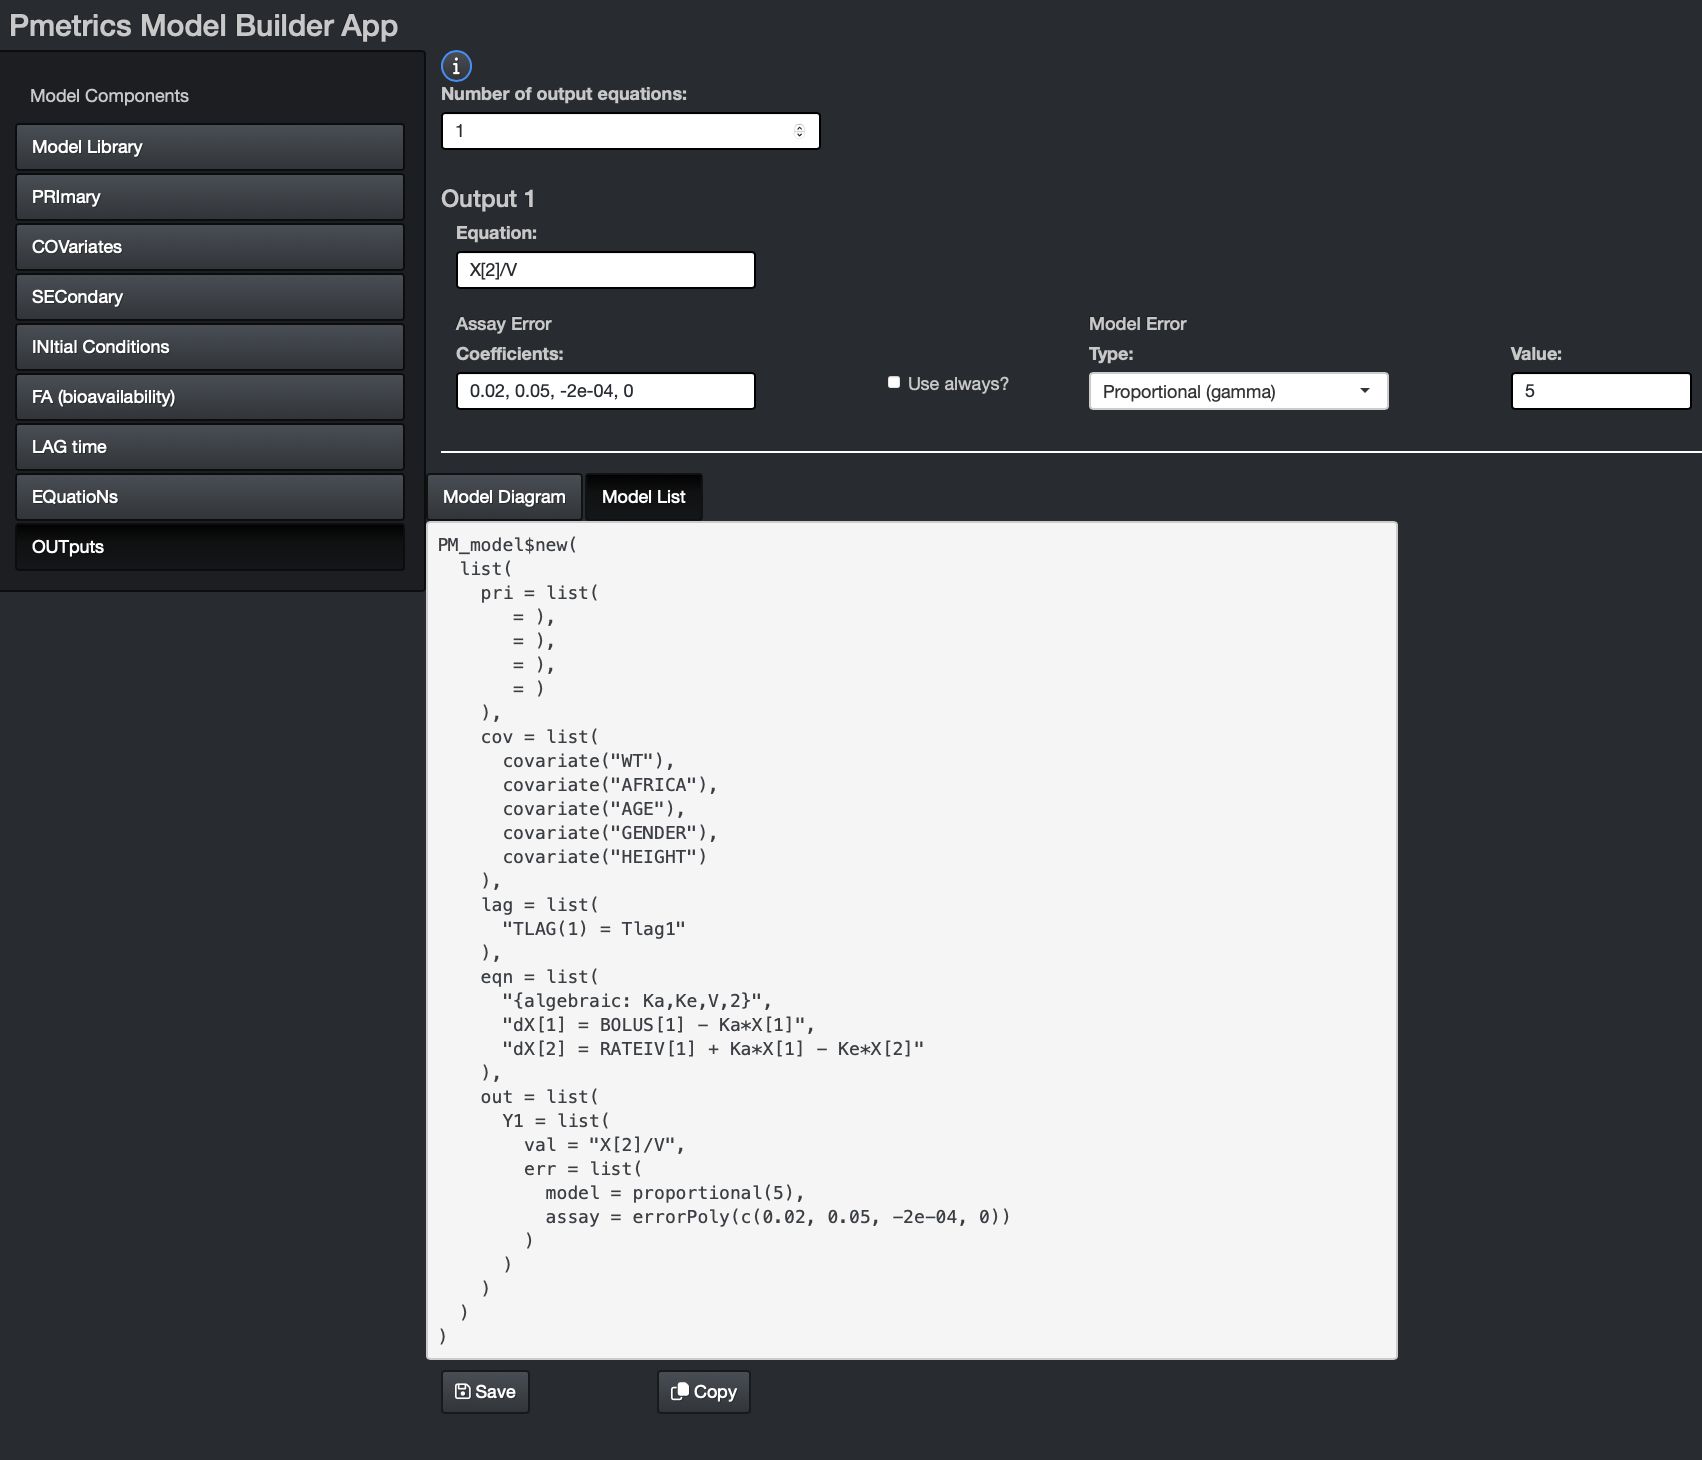 Pmetrics Model Builder App
Model Components
Model Library
PRImary
COVariates
SECondary
INItial Conditions
FA (bioavailability)
LAG time
EQuatioNs
OUTputs
i
Number of output equations:
1
Output 1
Equation:
X[2]/V
Assay Error
Coefficients:
0.02, 0.05, -2e-04, 0
Use always?
Model Error
Type:
Proportional (gamma)
Value:
5
Model Diagram
Model List
PM_model$new(
  list(
    pri = list(
       = ),
       = ),
       = ),
       = )
    ),
    cov = list(
      covariate("WT"),
      covariate("AFRICA"),
      covariate("AGE"),
      covariate("GENDER"),
      covariate("HEIGHT")
    ),
    lag = list(
      "TLAG(1) = Tlag1"
    ),
    eqn = list(
      "{algebraic: Ka,Ke,V,2}",
      "dX[1] = BOLUS[1] - Ka*X[1]",
      "dX[2] = RATEIV[1] + Ka*X[1] - Ke*X[2]"
    ),
    out = list(
      Y1 = list(
        val = "X[2]/V",
        err = list(
          model = proportional(5),
          assay = errorPoly(c(0.02, 0.05, -2e-04, 0))
        )
      )
    )
  )
)
Save
Copy